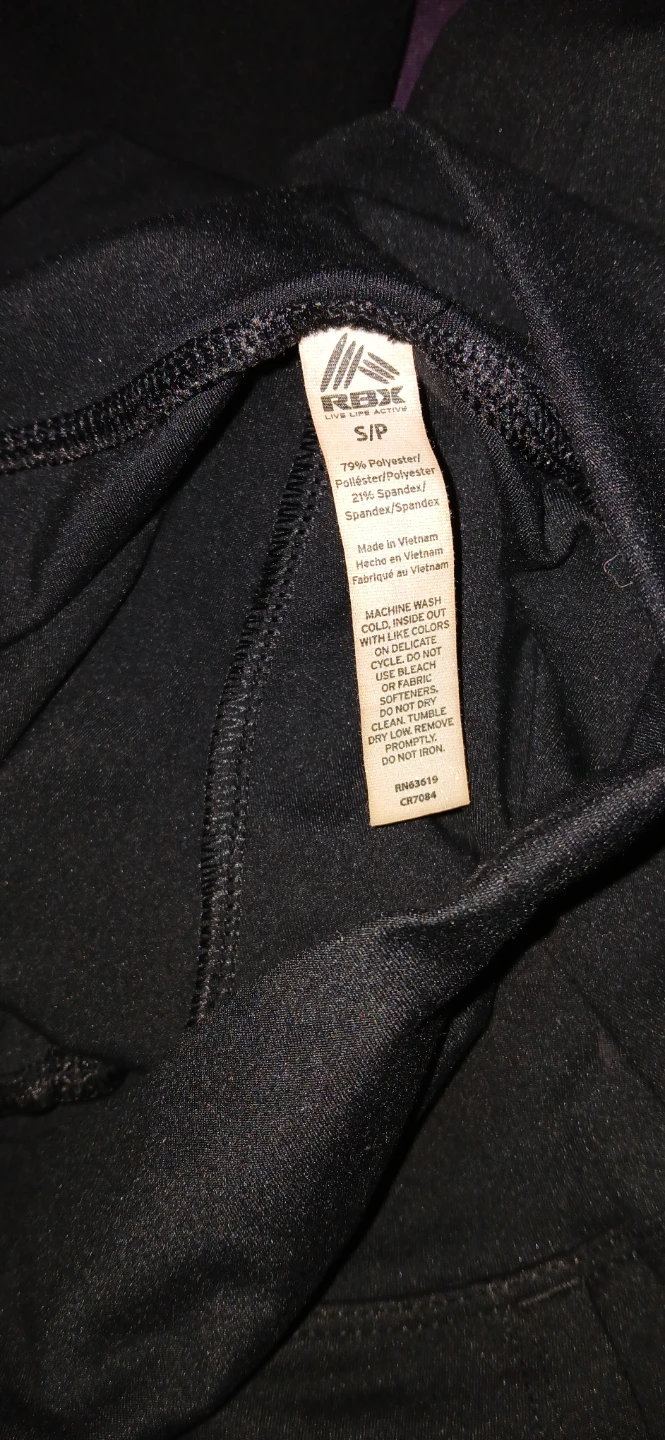 RBX
LIVE LIFE ACTIVE
S/P
79% Polyester/
Poliéster/Polyester
21% Spandex/
Spandex/Spandex
Made in Vietnam
Hecho en Vietnam
Fabriqué au Vietnam
MACHINE WASH
COLD, INSIDE OUT
WITH LIKE COLORS
ON DELICATE
CYCLE. DO NOT
USE BLEACH
OR FABRIC
SOFTENERS.
DO NOT DRY
CLEAN. TUMBLE
DRY LOW. REMOVE
PROMPTLY.
DO NOT IRON.
RN63619
CR7084